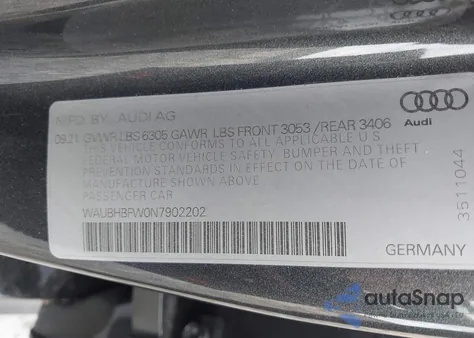 MFD BY AUDI AG
09.21 GVWR LBS 6305 GAWR LBS FRONT 3053 /REAR 3406
THIS VEHICLE CONFORMS TO ALL APPLICABLE U.S.
FEDERAL MOTOR VEHICLE SAFETY, BUMPER AND THEFT
PREVENTION STANDARDS IN EFFECT ON THE DATE OF
MANUFACTURE SHOWN ABOVE.
PASSENGER CAR
WAUBHBFW0N7902202
Audi
3511044
GERMANY
autoSnap